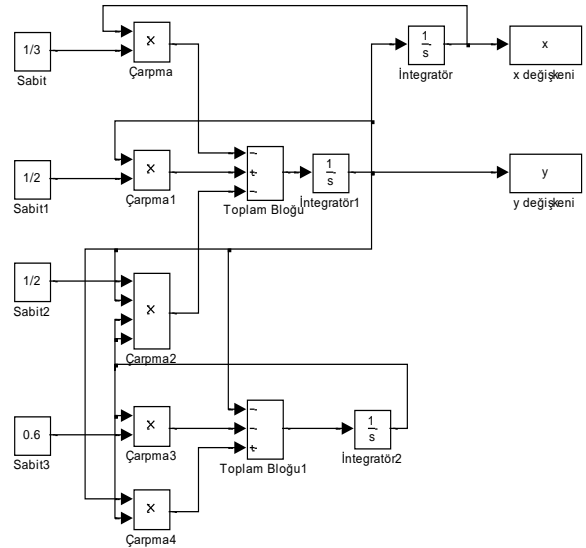 1/3
Sabit
x
Çarpma
1
s
İntegratör
x
x değişkeni
1/2
Sabit1
x
Çarpma1
−
+
−
Toplam Bloğu
1
s
İntegratör1
y
y değişkeni
1/2
Sabit2
x
Çarpma2
0.6
Sabit3
x
Çarpma3
−
−
+
Toplam Bloğu1
1
s
İntegratör2
x
Çarpma4